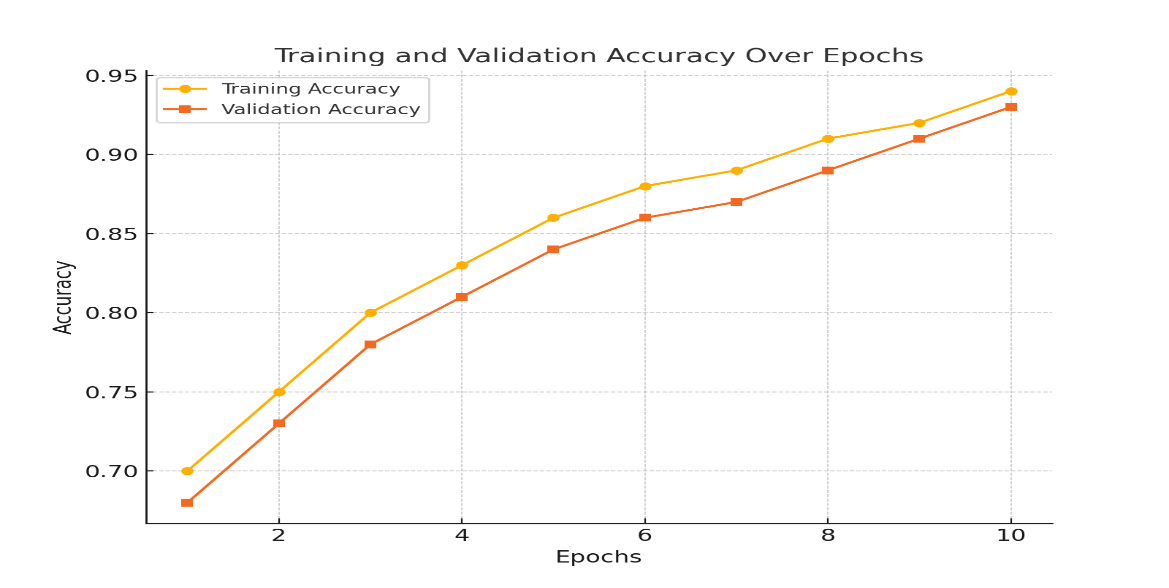 Training and Validation Accuracy Over Epochs
Training Accuracy
Validation Accuracy
0.95
0.90
0.85
0.80
0.75
0.70
Accuracy
2 4 6 8 10
Epochs